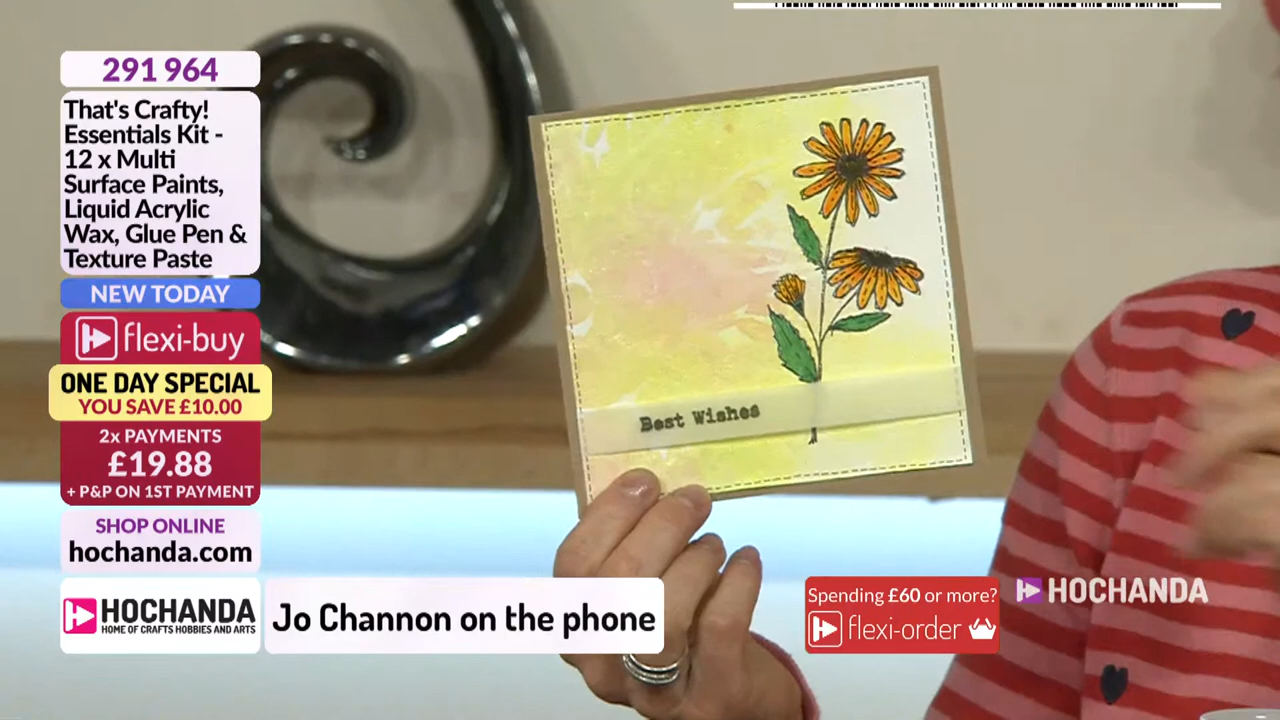 291 964
That's Crafty!
Essentials Kit -
12 x Multi
Surface Paints,
Liquid Acrylic
Wax, Glue Pen &
Texture Paste
NEW TODAY
flexi-buy
ONE DAY SPECIAL
YOU SAVE £10.00
2x PAYMENTS
£19.88
+ P&P ON 1ST PAYMENT
SHOP ONLINE
hochanda.com
HOCHANDA
HOME OF CRAFTS HOBBIES AND ARTS
Jo Channon on the phone
Best Wishes
Spending £60 or more?
flexi-order
HOCHANDA